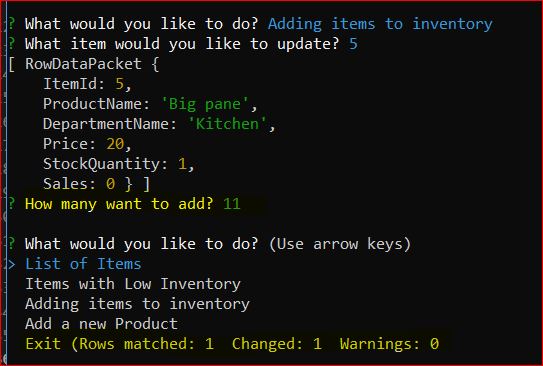 ? What would you like to do? Adding items to inventory
? What item would you like to update? 5
[ RowDataPacket {
ItemId: 5,
ProductName: 'Big pane',
DepartmentName: 'Kitchen',
Price: 20,
StockQuantity: 1,
Sales: 0 } ]
? How many want to add? 11
? What would you like to do? (Use arrow keys)
> List of Items
Items with Low Inventory
Adding items to inventory
Add a new Product
Exit (Rows matched: 1  Changed: 1  Warnings: 0